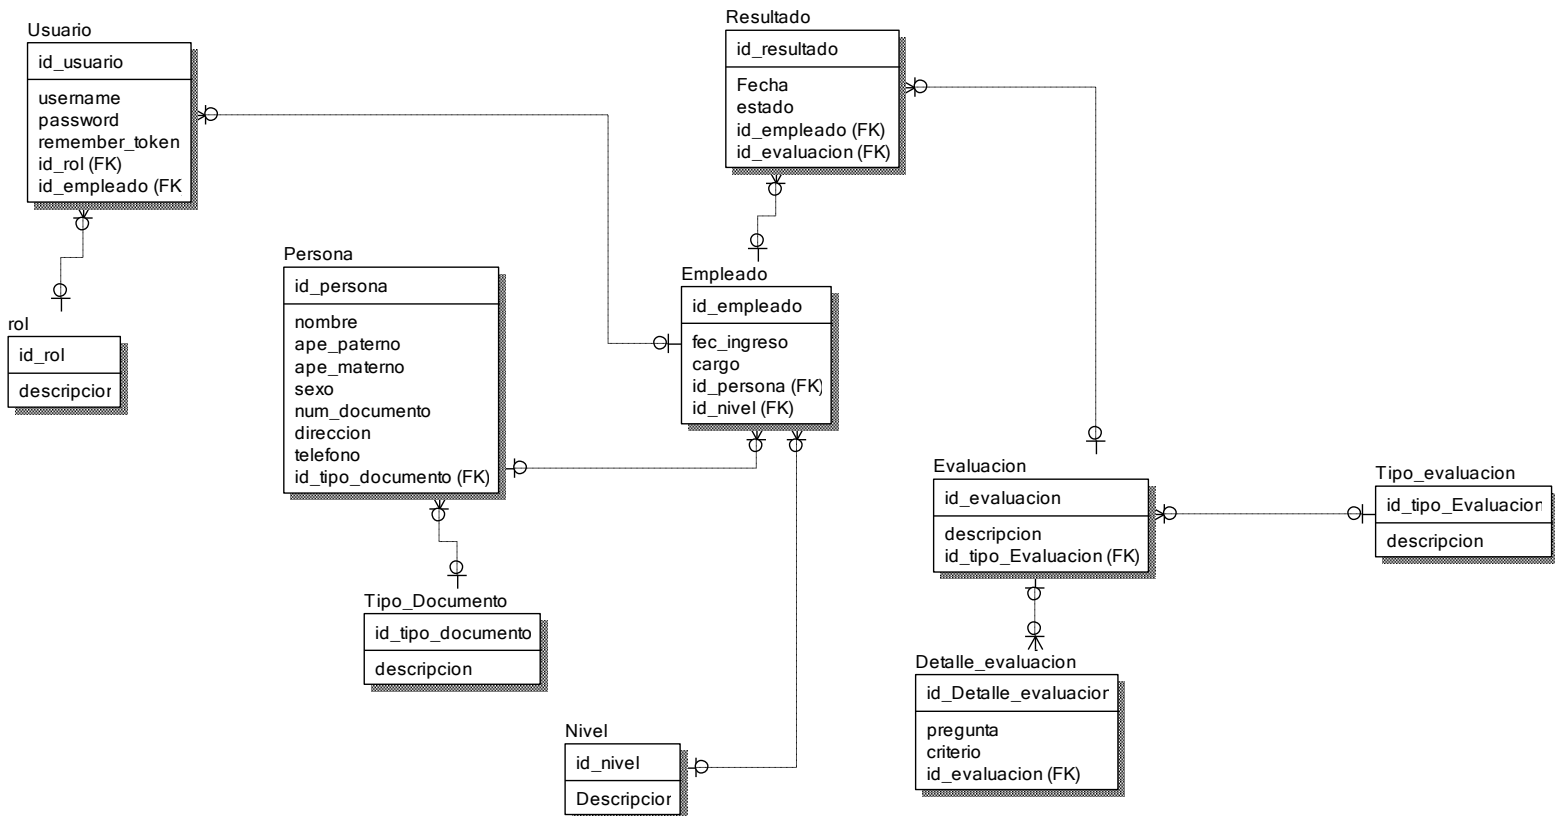 Usuario
id_usuario
username
password
remember_token
id_rol (FK)
id_empleado (FK
rol
id_rol
descripcior
Persona
id_persona
nombre
ape_paterno
ape_materno
sexo
num_documento
direccion
telefono
id_tipo_documento (FK)
Tipo_Documento
id_tipo_documento
descripcion
Nivel
id_nivel
Descripcior
Resultado
id_resultado
Fecha
estado
id_empleado (FK)
id_evaluacion (FK)
Empleado
id_empleado
fec_ingreso
cargo
id_persona (FK)
id_nivel (FK)
Evaluacion
id_evaluacion
descripcion
id_tipo_Evaluacion (FK)
Detalle_evaluacion
id_Detalle_evaluacior
pregunta
criterio
id_evaluacion (FK)
Tipo_evaluacion
id_tipo_Evaluacion
descripcion